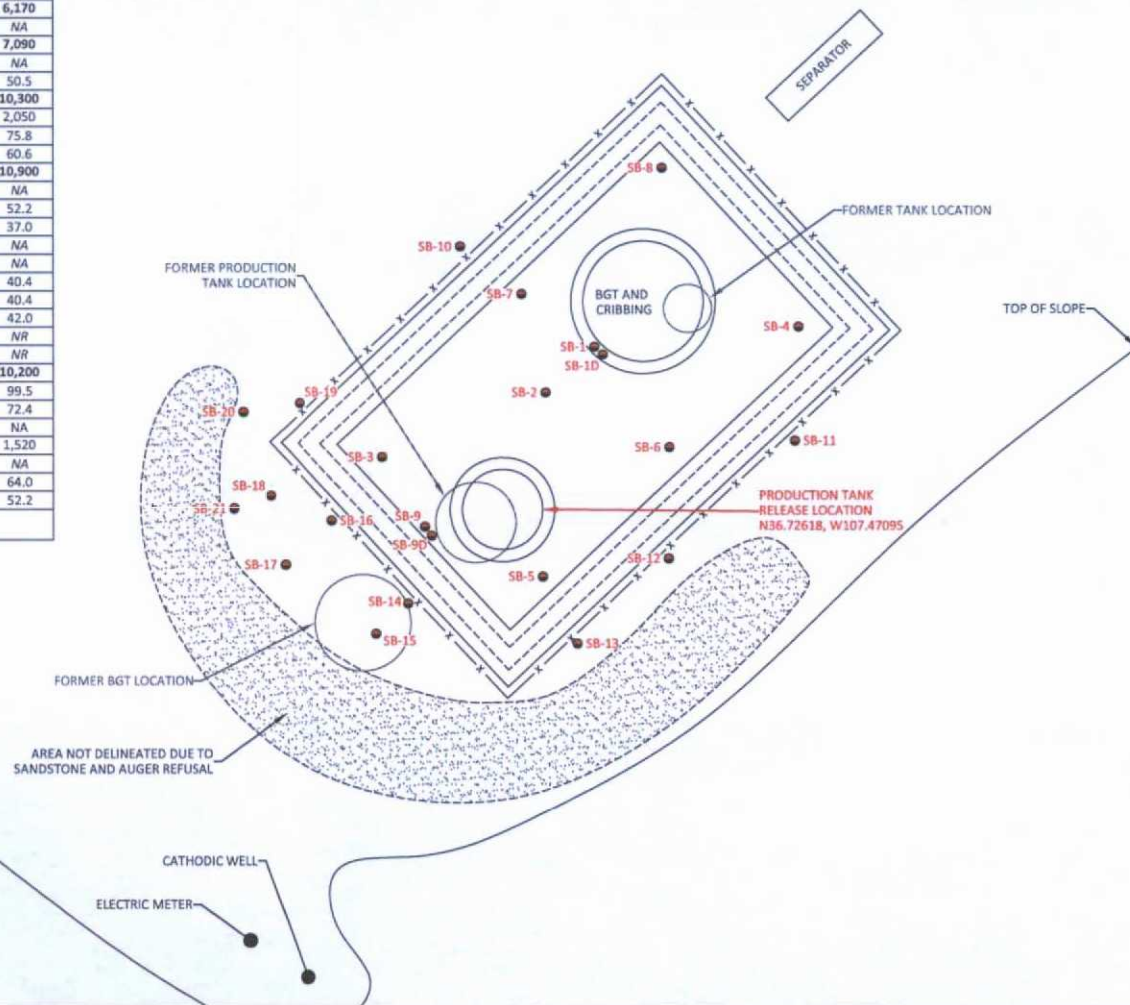 6,170
NA
7,090
NA
50.5
10,300
2,050
75.8
60.6
10,900
NA
52.2
37.0
NA
NA
40.4
40.4
42.0
NR
NR
10,200
99.5
72.4
NA
1,520
NA
64.0
52.2
SEPARATOR
SB-8
FORMER TANK LOCATION
SB-10
FORMER PRODUCTION
TANK LOCATION
SB-7
BGT AND
CRIBBING
TOP OF SLOPE
SB-4
SB-1
SB-1D
SB-2
SB-19
SB-20
SB-11
SB-6
SB-3
SB-18
SB-21
PRODUCTION TANK
RELEASE LOCATION
N36.72618, W107.47095
SB-16
SB-9
SB-9D
SB-12
SB-17
SB-5
SB-14
SB-15
SB-13
FORMER BGT LOCATION
AREA NOT DELINEATED DUE TO
SANDSTONE AND AUGER REFUSAL
CATHODIC WELL
ELECTRIC METER